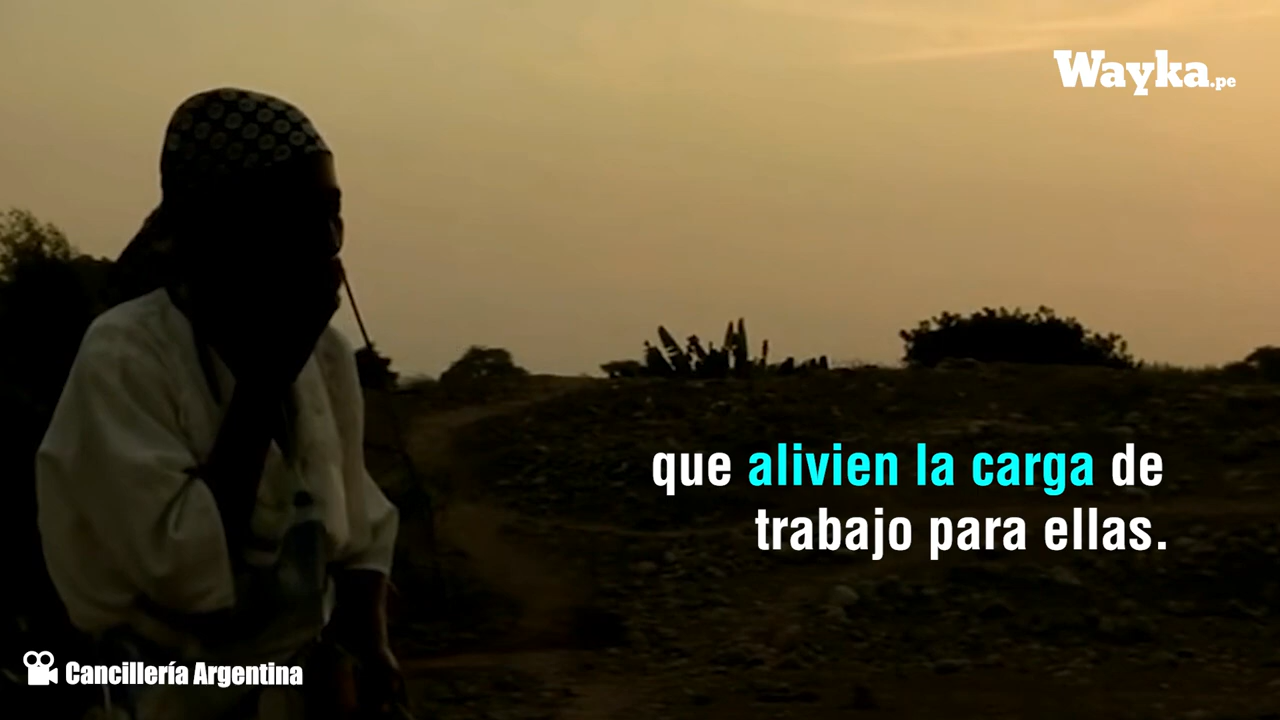 Wayka.pe
que alivien la carga de
trabajo para ellas.
Cancillería Argentina